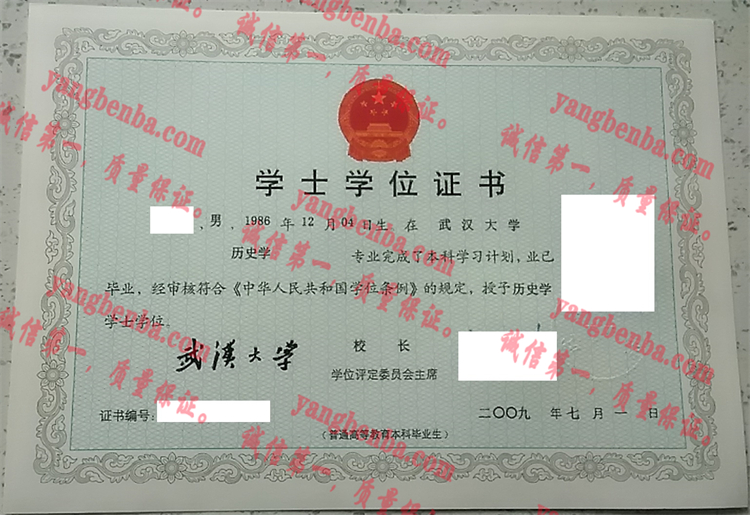 学士学位证书
,男,1986 年 12 月 04 日生 在 武汉大学
历史学 专业完成了本科学习计划,业已
毕业,经审核符合《中华人民共和国学位条例》的规定,授予历史学
学士学位.
武汉大学
校 长
学位评定委员会主席
证书编号:
二〇〇九 年 七 月 一 日
(普通高等教育本科毕业生)
yangbenba.com
诚信第一,质量保证。